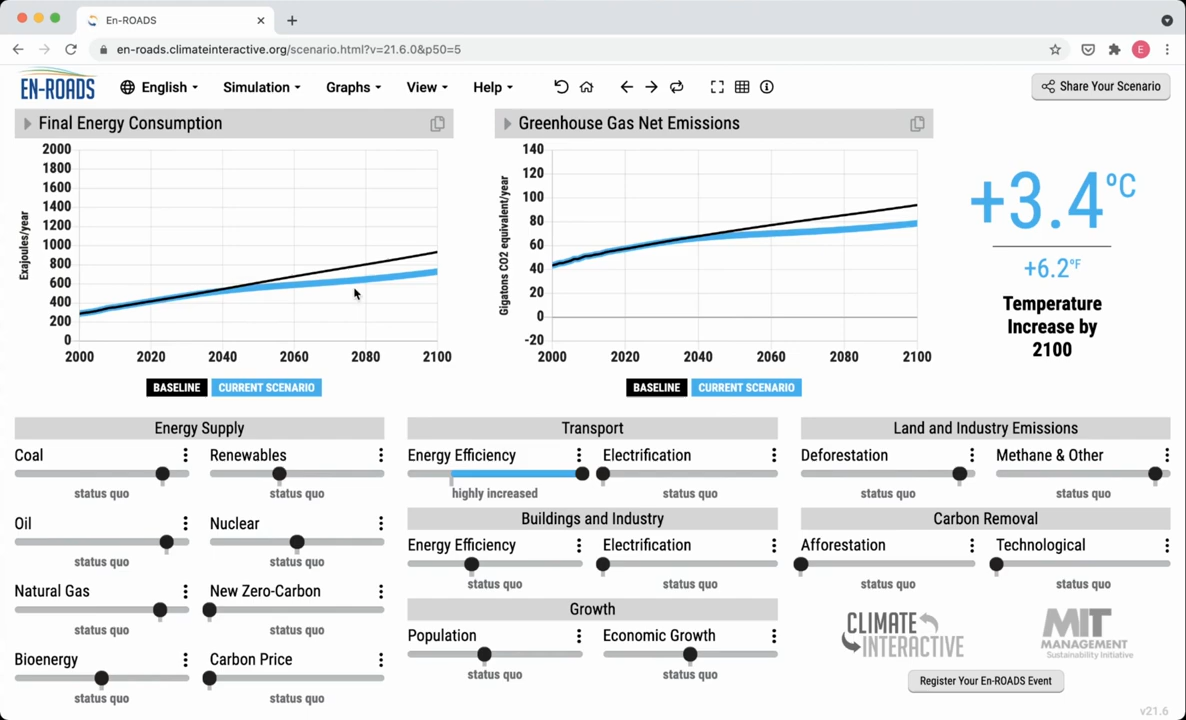 En-ROADS
en-roads.climateinteractive.org/scenario.html?v=21.6.0&p50=5
E
EN-ROADS
English
Simulation
Graphs
View
Help
Share Your Scenario
Final Energy Consumption
Exajoules/year
2000
1800
1600
1400
1200
1000
800
600
400
200
0
2000 2020 2040 2060 2080 2100
BASELINE CURRENT SCENARIO
Greenhouse Gas Net Emissions
Gigatons CO2 equivalent/year
140
120
100
80
60
40
20
0
-20
2000 2020 2040 2060 2080 2100
BASELINE CURRENT SCENARIO
+3.4°C
+6.2°F
Temperature
Increase by
2100
Energy Supply
Coal
status quo
Renewables
status quo
Oil
status quo
Nuclear
status quo
Natural Gas
status quo
New Zero-Carbon
status quo
Bioenergy
status quo
Carbon Price
status quo
Transport
Energy Efficiency
highly increased
Electrification
status quo
Buildings and Industry
Energy Efficiency
status quo
Electrification
status quo
Growth
Population
status quo
Economic Growth
status quo
Land and Industry Emissions
Deforestation
status quo
Methane & Other
status quo
Carbon Removal
Afforestation
status quo
Technological
status quo
CLIMATE
INTERACTIVE
MIT
MANAGEMENT
Sustainability Initiative
Register Your En-ROADS Event
v21.6